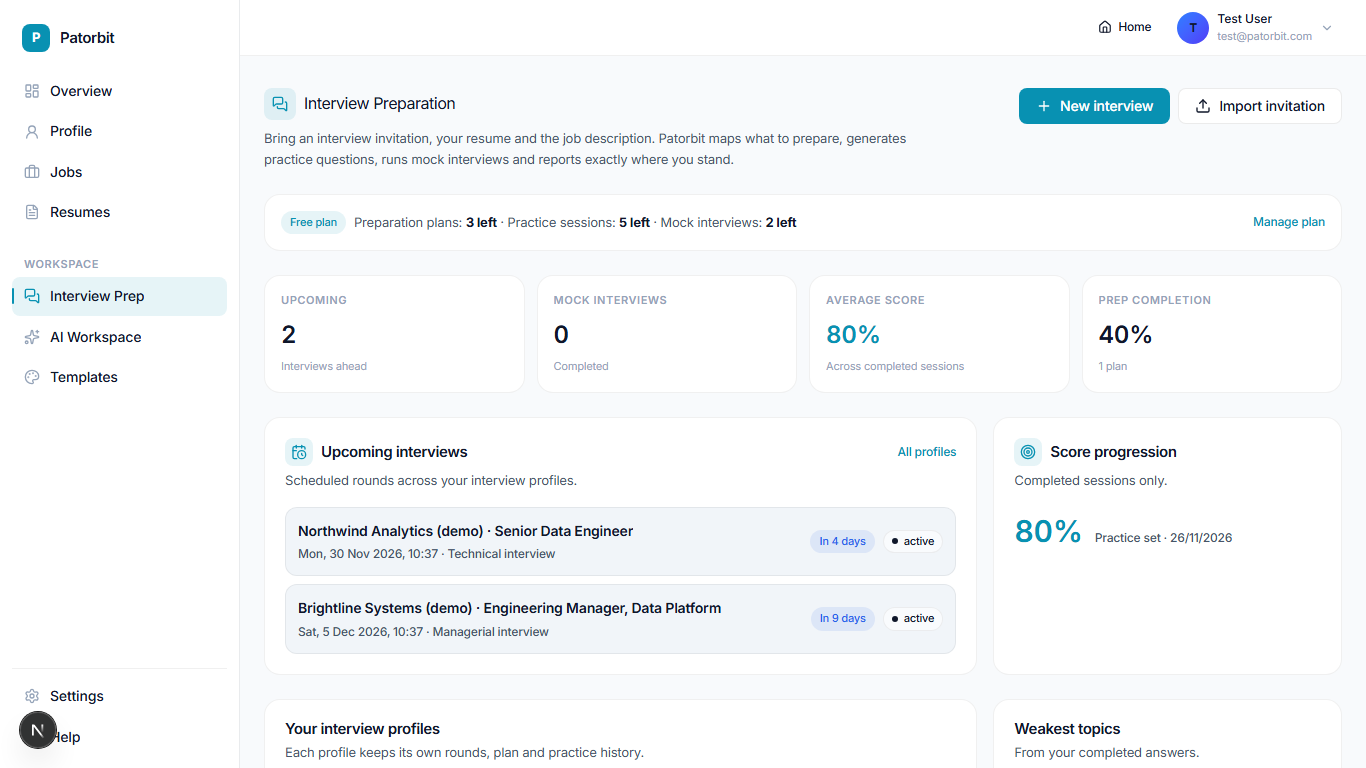 P Patorbit
Overview
Profile
Jobs
Resumes
WORKSPACE
Interview Prep
AI Workspace
Templates
Settings
Help
N
Home
T
Test User
test@patorbit.com
Interview Preparation
Bring an interview invitation, your resume and the job description. Patorbit maps what to prepare, generates
practice questions, runs mock interviews and reports exactly where you stand.
New interview
Import invitation
Free plan Preparation plans: 3 left · Practice sessions: 5 left · Mock interviews: 2 left
Manage plan
UPCOMING
2
Interviews ahead
MOCK INTERVIEWS
0
Completed
AVERAGE SCORE
80%
Across completed sessions
PREP COMPLETION
40%
1 plan
Upcoming interviews
All profiles
Scheduled rounds across your interview profiles.
Northwind Analytics (demo) · Senior Data Engineer
Mon, 30 Nov 2026, 10:37 · Technical interview
In 4 days
active
Brightline Systems (demo) · Engineering Manager, Data Platform
Sat, 5 Dec 2026, 10:37 · Managerial interview
In 9 days
active
Score progression
Completed sessions only.
80% Practice set · 26/11/2026
Your interview profiles
Each profile keeps its own rounds, plan and practice history.
Weakest topics
From your completed answers.